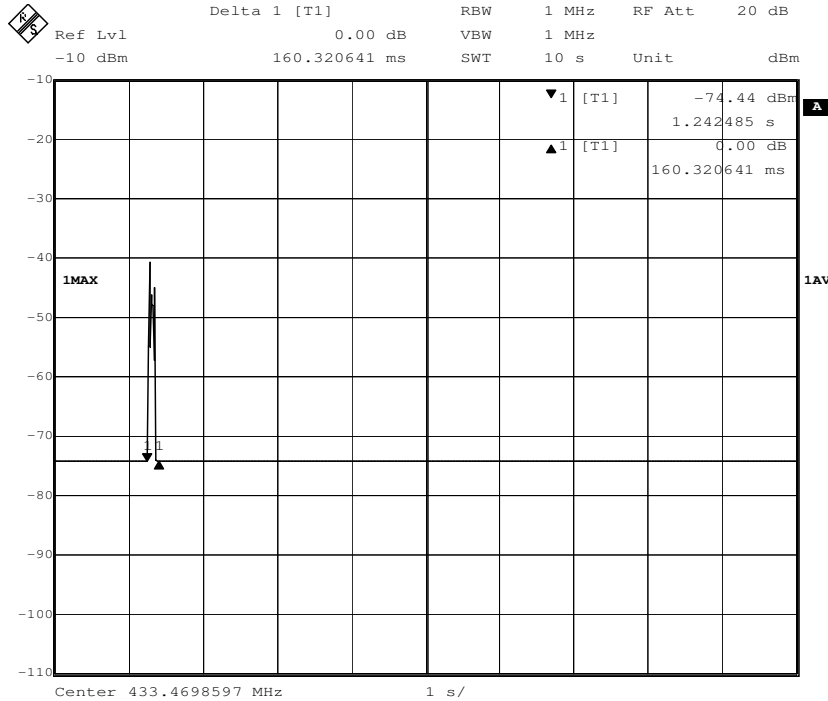 Delta 1 [T1] RBW 1 MHz RF Att 20 dB
Ref Lvl 0.00 dB VBW 1 MHz
-10 dBm 160.320641 ms SWT 10 s Unit dBm
-10
1 [T1] -74.44 dBm
A
1.242485 s
-20
1 [T1] 0.00 dB
160.320641 ms
-30
-40
1MAX 1AV
-50
-60
-70
1 1
-80
-90
-100
-110
Center 433.4698597 MHz 1 s/